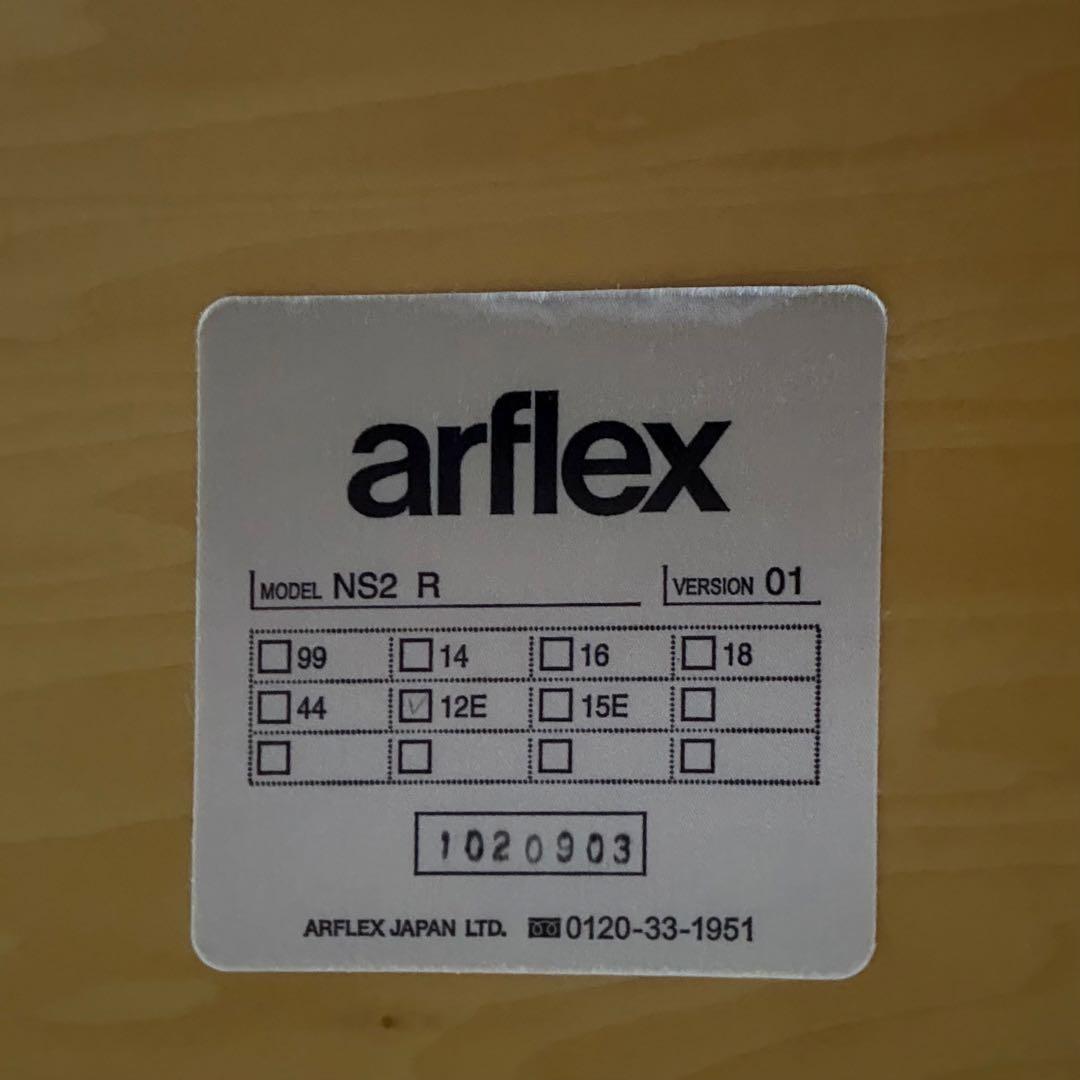 arflex
MODEL NS2 R VERSION 01
99 14 16 18
44 12E 15E
1020903
ARFLEX JAPAN LTD. 0120-33-1951